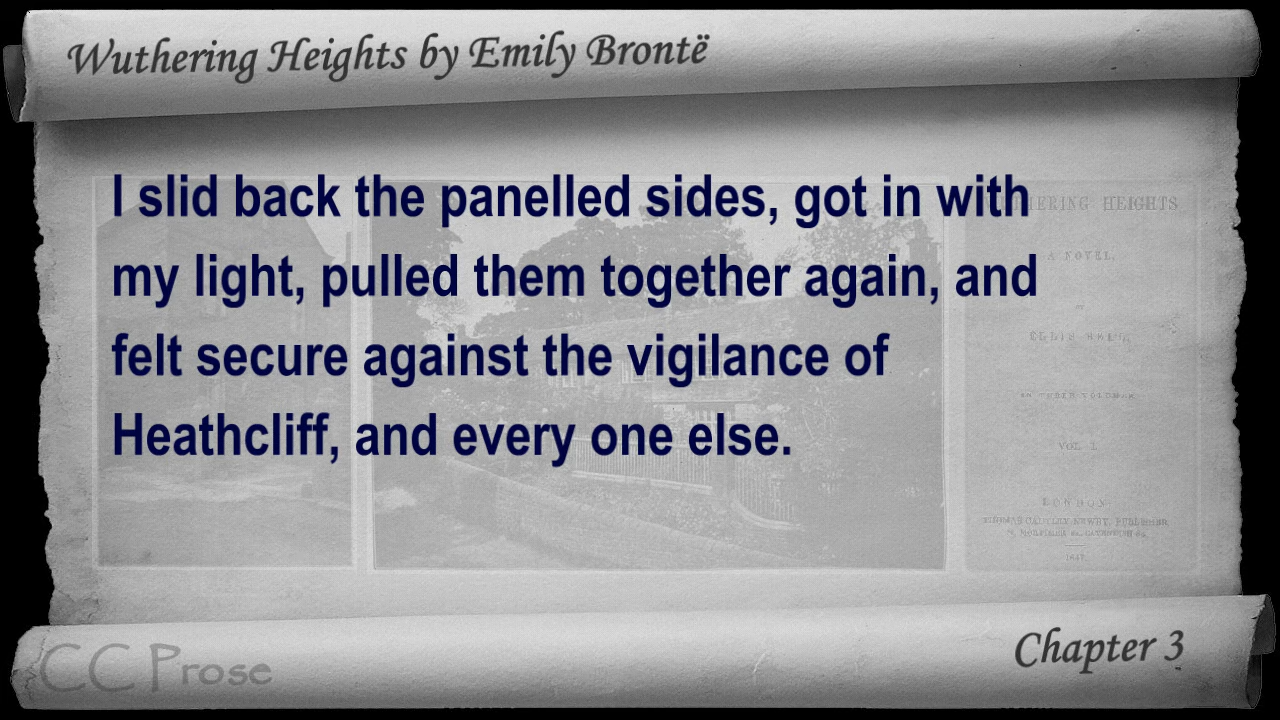 Wuthering Heights by Emily Brontë
I slid back the panelled sides, got in with
my light, pulled them together again, and
felt secure against the vigilance of
Heathcliff, and every one else.
WUTHERING HEIGHTS
A NOVEL,
VOL. I.
LONDON:
1847.
CC Prose
Chapter 3